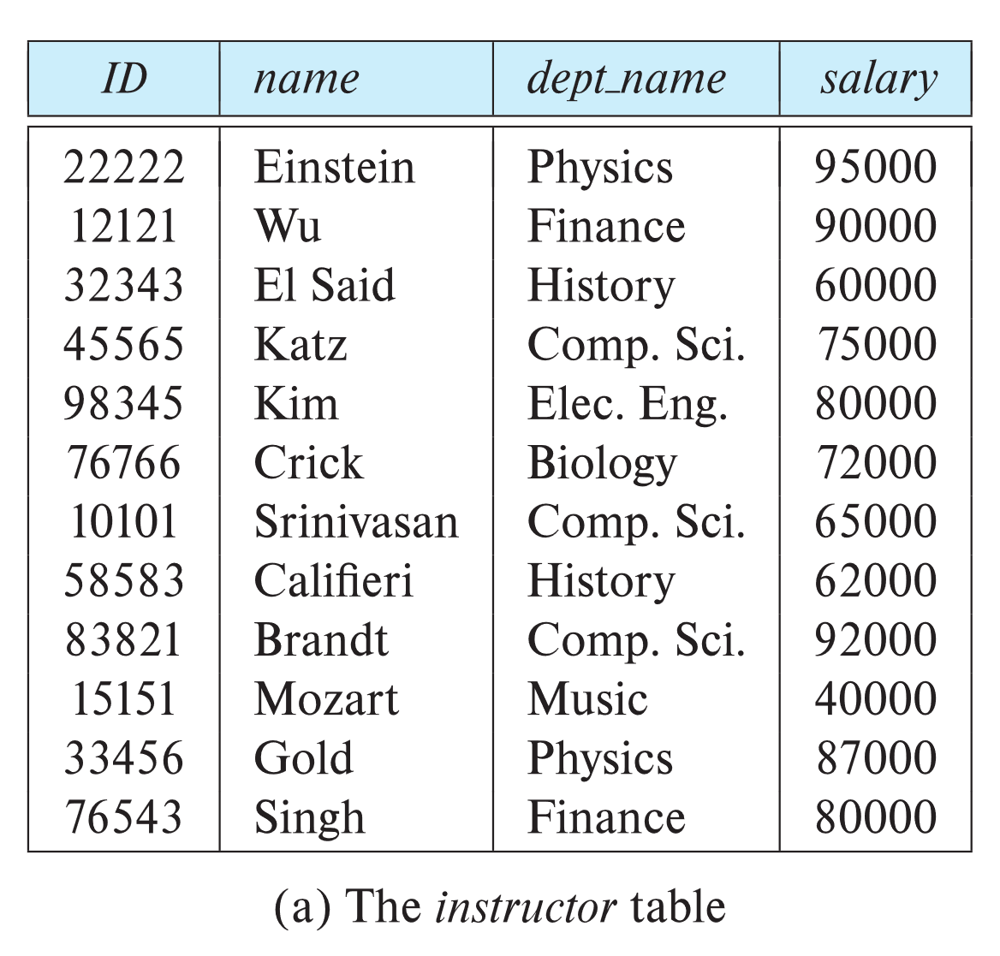 ID name dept_name salary
22222 Einstein Physics 95000
12121 Wu Finance 90000
32343 El Said History 60000
45565 Katz Comp. Sci. 75000
98345 Kim Elec. Eng. 80000
76766 Crick Biology 72000
10101 Srinivasan Comp. Sci. 65000
58583 Califieri History 62000
83821 Brandt Comp. Sci. 92000
15151 Mozart Music 40000
33456 Gold Physics 87000
76543 Singh Finance 80000
(a) The instructor table